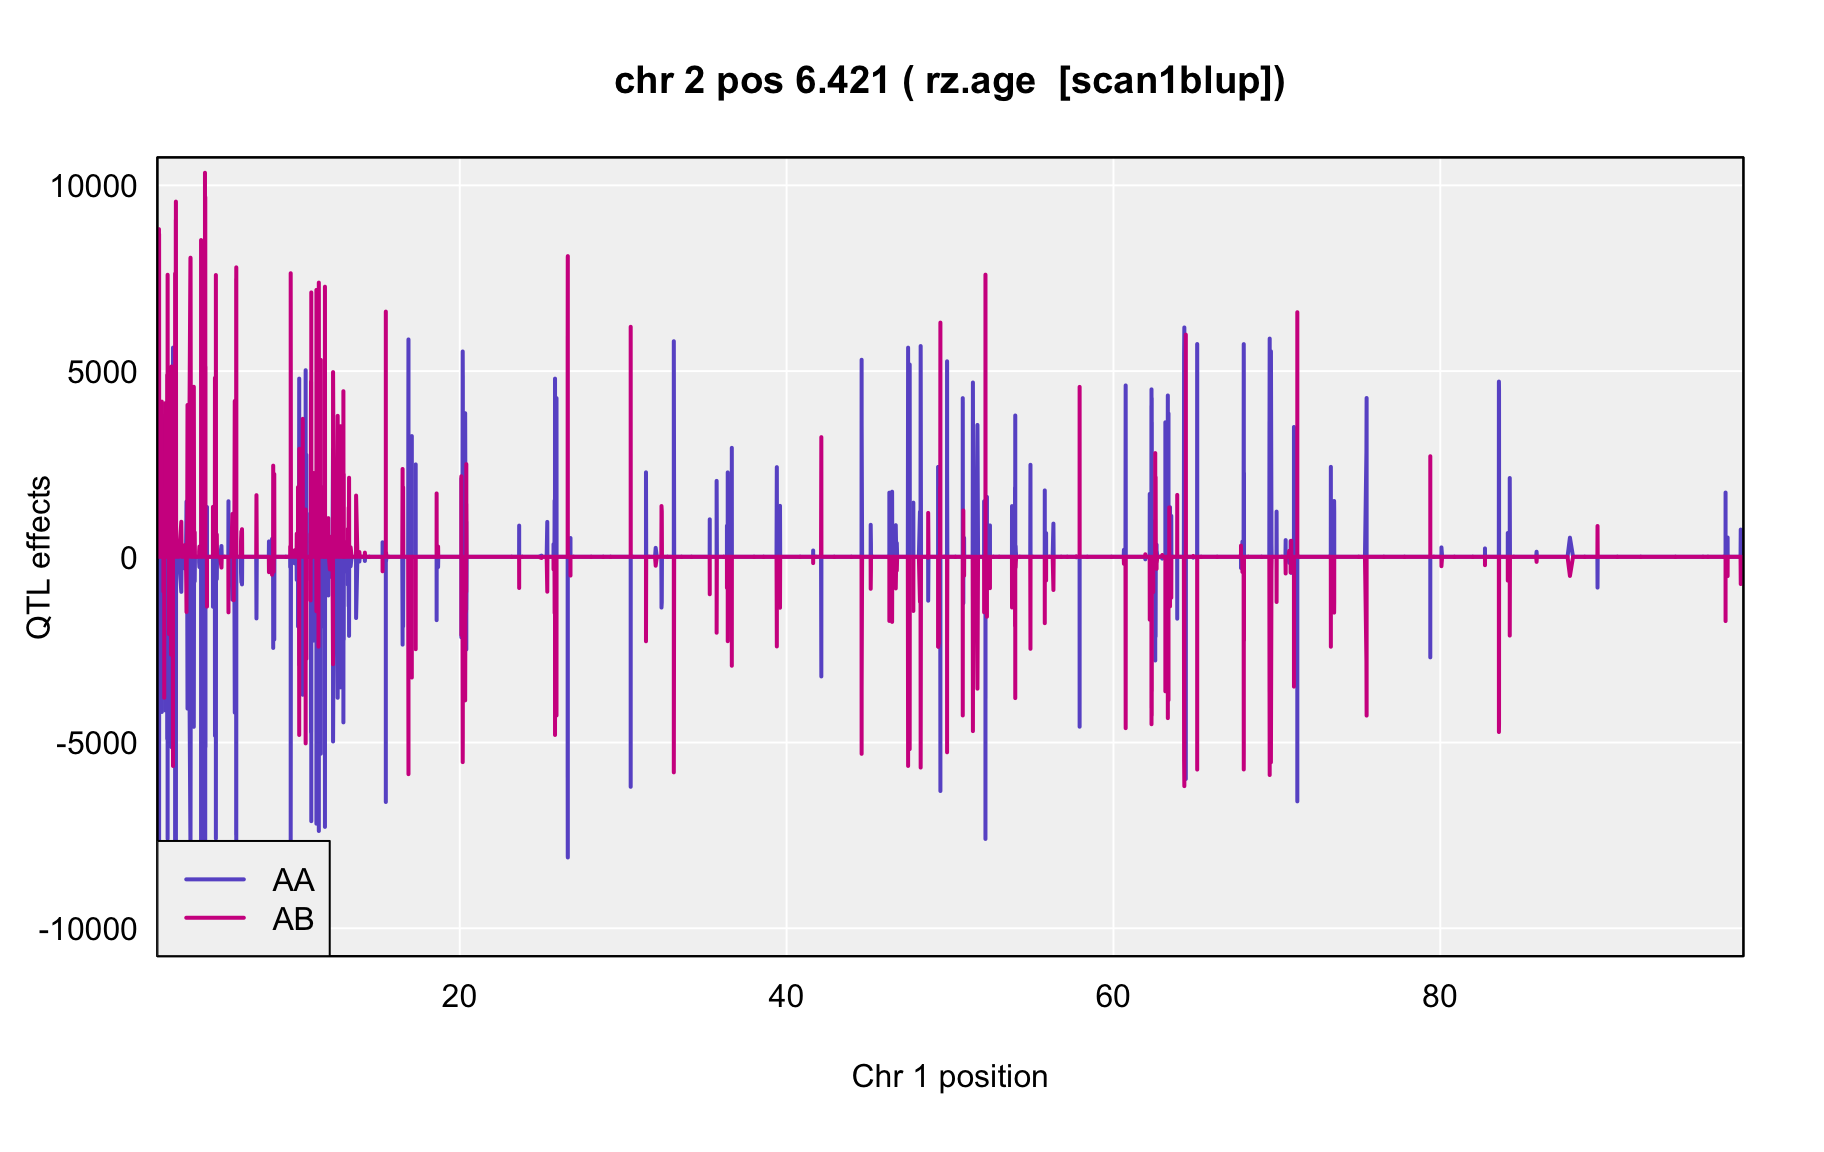 chr 2 pos 6.421 ( rz.age  [scan1blup])
QTL effects
10000
5000
0
-5000
-10000
AA
AB
20 40 60 80
Chr 1 position